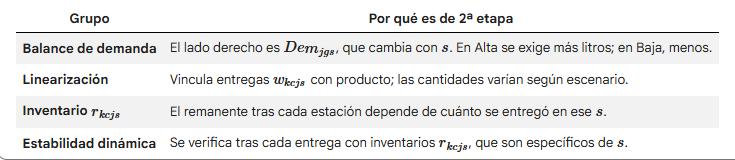 Grupo Por qué es de 2ª etapa
Balance de demanda El lado derecho es Dem_{jgs}, que cambia con s. En Alta se exige más litros; en Baja, menos.
Linearización Vincula entregas w_{kcjs} con producto; las cantidades varían según escenario.
Inventario r_{kcjs} El remanente tras cada estación depende de cuánto se entregó en ese s.
Estabilidad dinámica Se verifica tras cada entrega con inventarios r_{kcjs}, que son específicos de s.